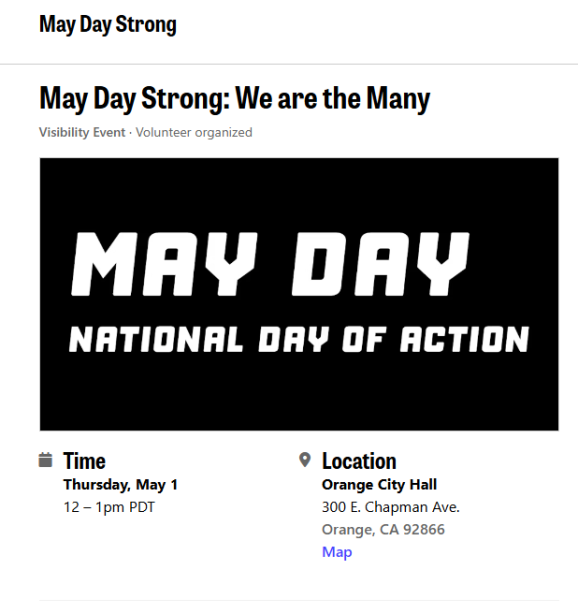 May Day Strong
May Day Strong: We are the Many
Visibility Event · Volunteer organized
MAY DAY
NATIONAL DAY OF ACTION
Time
Thursday, May 1
12 – 1pm PDT
Location
Orange City Hall
300 E. Chapman Ave.
Orange, CA 92866
Map